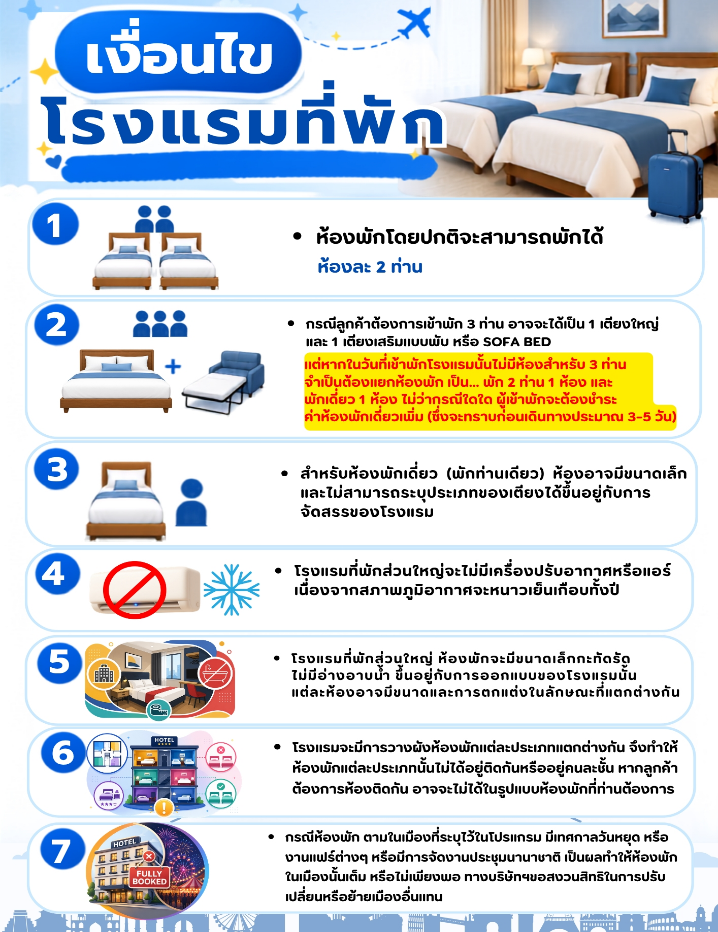 เงื่อนไข
โรงแรมที่พัก
1
• ห้องพักโดยปกติจะสามารถพักได้
ห้องละ 2 ท่าน
2
• กรณีลูกค้าต้องการเข้าพัก 3 ท่าน อาจจะได้เป็น 1 เตียงใหญ่
และ 1 เตียงเสริมแบบพับ หรือ SOFA BED
แต่หากในวันที่เข้าพักโรงแรมนั้นไม่มีห้องสำหรับ 3 ท่าน
จำเป็นต้องแยกห้องพัก เป็น... พัก 2 ท่าน 1 ห้อง และ
พักเดี่ยว 1 ห้อง ไม่ว่ากรณีใดใด ผู้เข้าพักจะต้องชำระ
ค่าห้องพักเดี่ยวเพิ่ม (ซึ่งจะทราบก่อนเดินทางประมาณ 3-5 วัน)
3
• สำหรับห้องพักเดี่ยว (พักท่านเดียว) ห้องอาจมีขนาดเล็ก
และไม่สามารถระบุประเภทของเตียงได้ขึ้นอยู่กับการ
จัดสรรของโรงแรม
4
• โรงแรมที่พักส่วนใหญ่จะไม่มีเครื่องปรับอากาศหรือแอร์
เนื่องจากสภาพภูมิอากาศจะหนาวเย็นเกือบทั้งปี
5
• โรงแรมที่พักส่วนใหญ่ ห้องพักจะมีขนาดเล็กกะทัดรัด
ไม่มีอ่างอาบน้ำ ขึ้นอยู่กับการออกแบบของโรงแรมนั้น
แต่ละห้องอาจมีขนาดและการตกแต่งในลักษณะที่แตกต่างกัน
6
HOTEL
• โรงแรมจะมีการวางผังห้องพักแต่ละประเภทแตกต่างกัน จึงทำให้
ห้องพักแต่ละประเภทนั้นไม่ได้อยู่ติดกันหรืออยู่คนละชั้น หากลูกค้า
ต้องการห้องติดกัน อาจจะไม่ได้ในรูปแบบห้องพักที่ท่านต้องการ
7
HOTEL
FULLY
BOOKED
• กรณีห้องพัก ตามในเมืองที่ระบุไว้ในโปรแกรม มีเทศกาลวันหยุด หรือ
งานแฟร์ต่างๆ หรือมีการจัดงานประชุมนานาชาติ เป็นผลทำให้ห้องพัก
ในเมืองนั้นเต็ม หรือไม่เพียงพอ ทางบริษัทฯขอสงวนสิทธิในการปรับ
เปลี่ยนหรือย้ายเมืองอื่นแทน